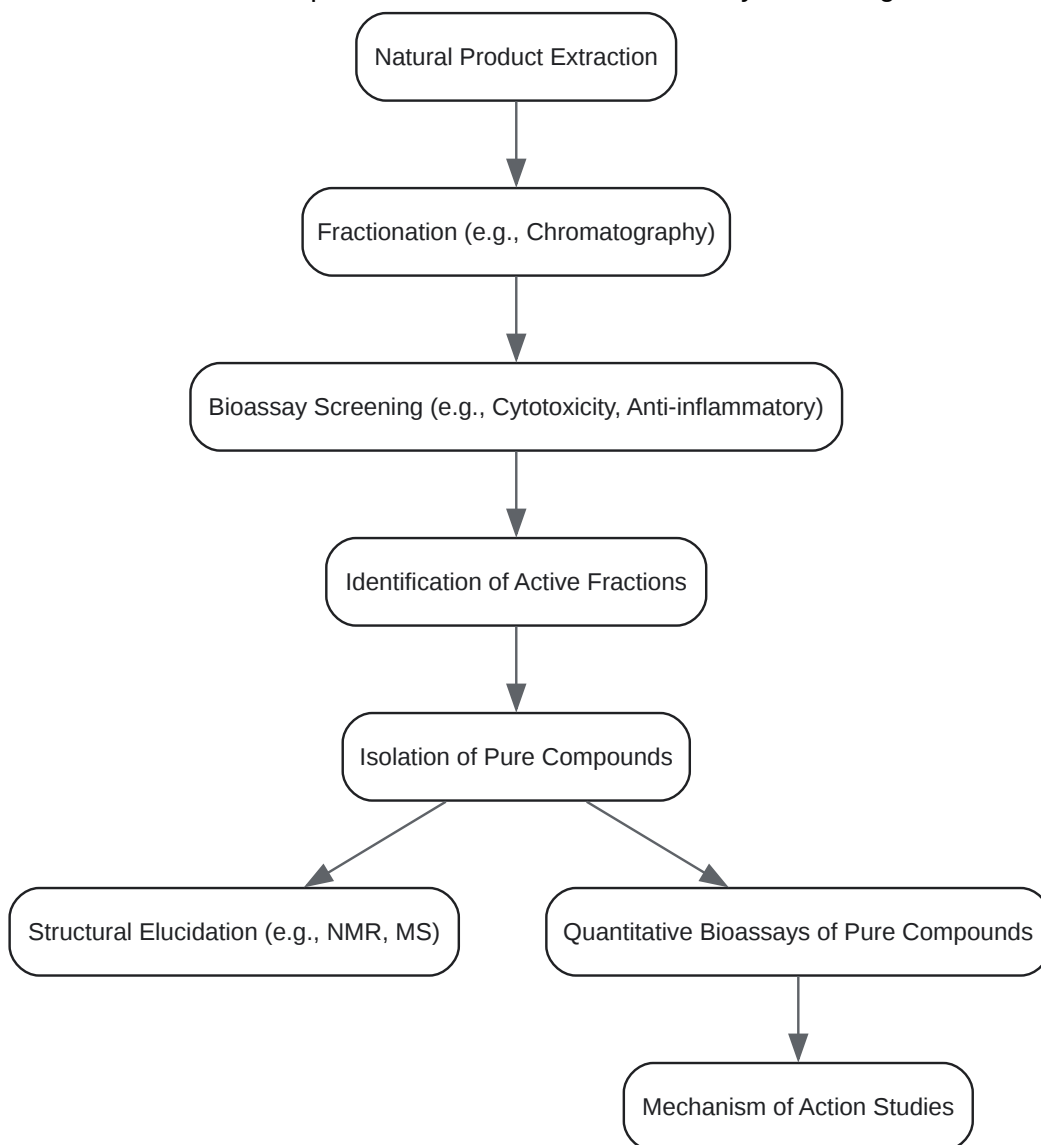 Natural Product Extraction
Fractionation (e.g., Chromatography)
Bioassay Screening (e.g., Cytotoxicity, Anti-inflammatory)
Identification of Active Fractions
Isolation of Pure Compounds
Structural Elucidation (e.g., NMR, MS)
Quantitative Bioassays of Pure Compounds
Mechanism of Action Studies